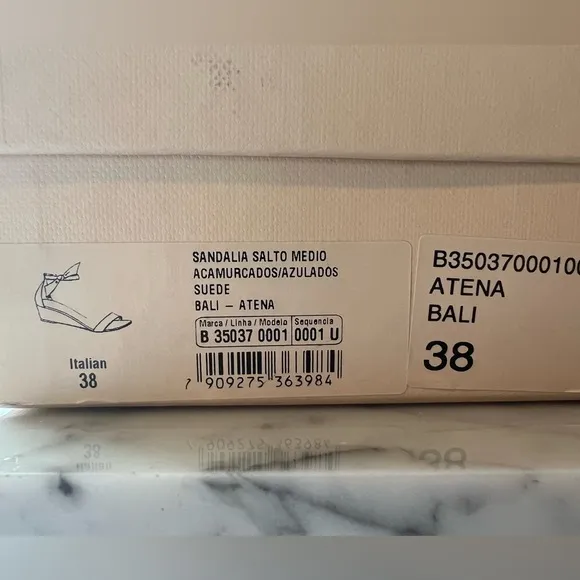 SANDALIA SALTO MEDIO
ACAMURCADOS/AZULADOS
SUEDE
BALI – ATENA
Marca / Linha / Modelo Sequencia
B 35037 0001 0001 U
7 909275 363984
Italian
38
B35037000100
ATENA
BALI
38